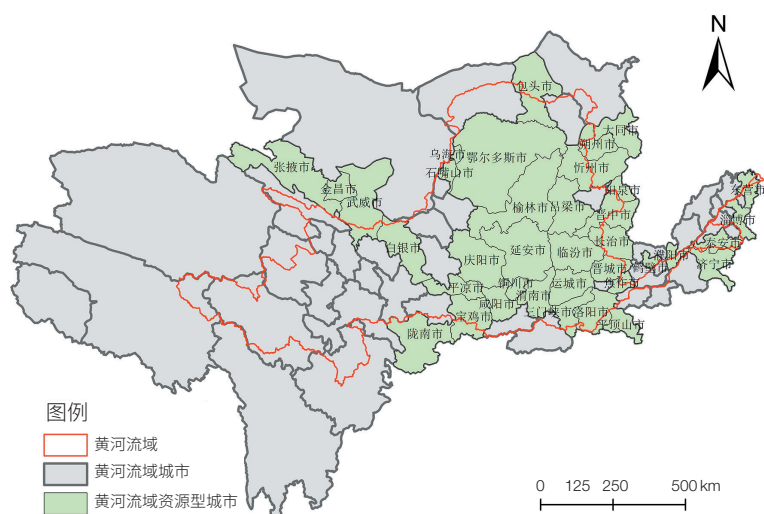 N
包头市
大同市
朔州市
乌海市
鄂尔多斯市
忻州市
石嘴山市
张掖市
金昌市
武威市
阳泉市
东营市
榆林市
吕梁市
晋中市
淄博市
白银市
延安市
临汾市
长治市
泰安市
庆阳市
濮阳市
济宁市
晋城市
鹤壁市
焦作市
平凉市
铜川市
渭南市
运城市
咸阳市
宝鸡市
三门峡市
洛阳市
平顶山市
陇南市
图例
黄河流域
黄河流域城市
黄河流域资源型城市
0 125 250 500 km